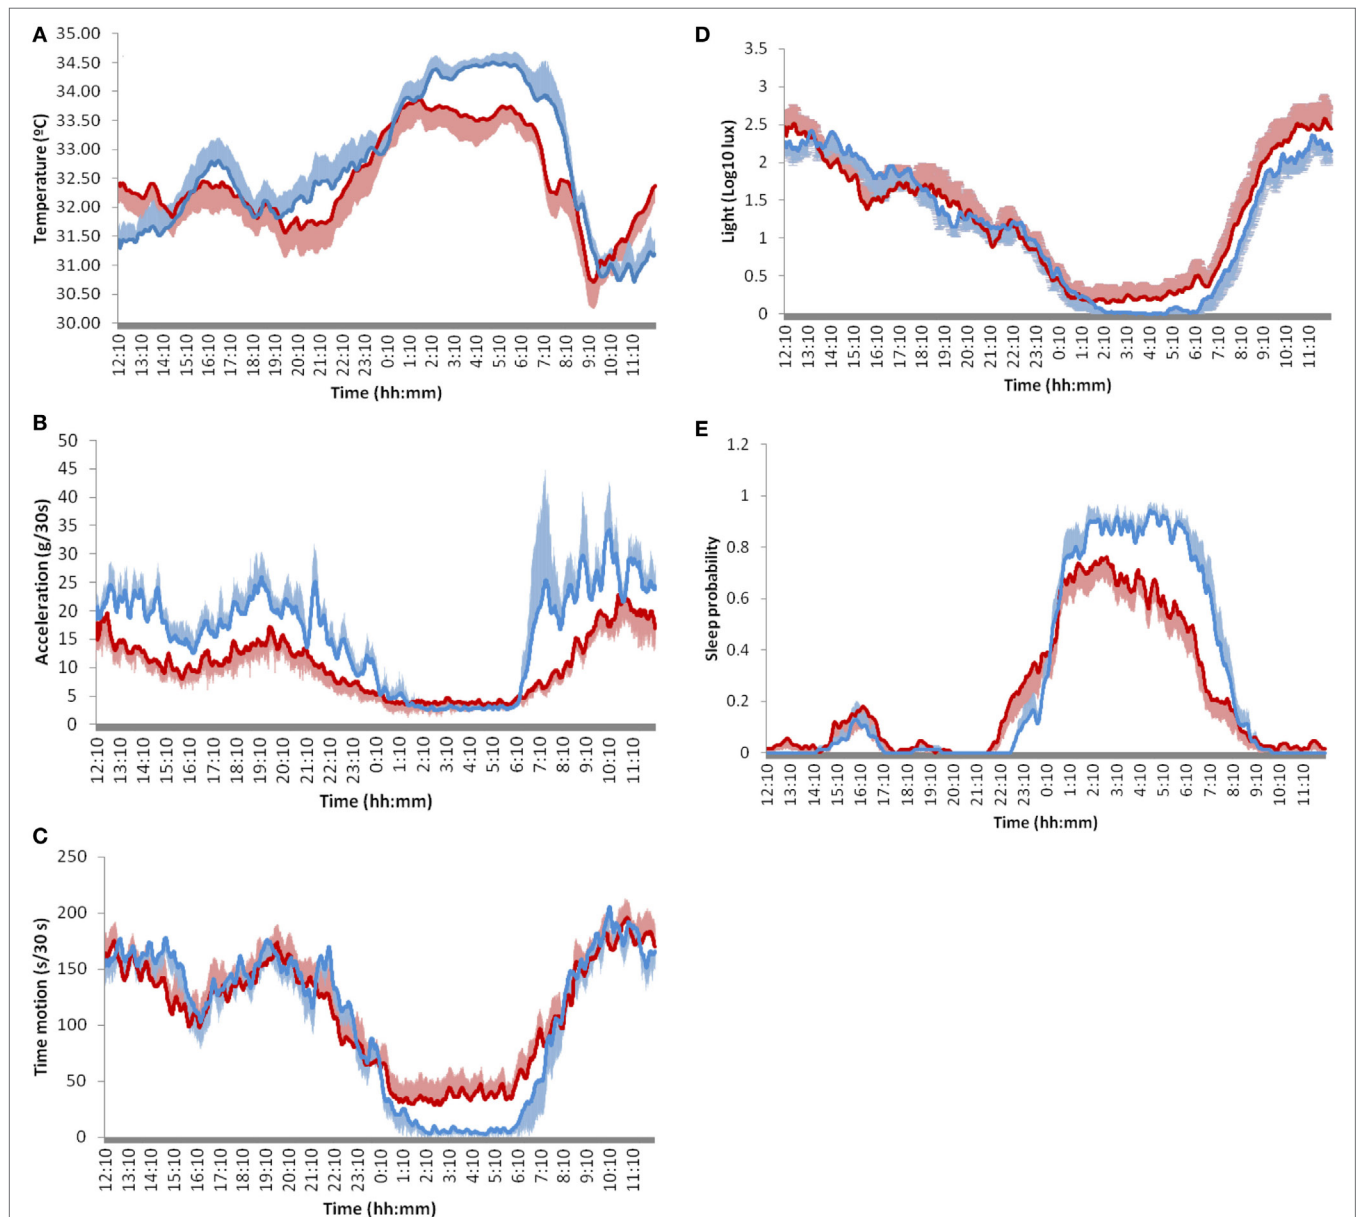 A
35.00
34.50
34.00
33.50
33.00
32.50
32.00
31.50
31.00
30.50
30.00
Temperature (ºC)
12:10 13:10 14:10 15:10 16:10 17:10 18:10 19:10 20:10 21:10 22:10 23:10 0:10 1:10 2:10 3:10 4:10 5:10 6:10 7:10 8:10 9:10 10:10 11:10
Time (hh:mm)
B
50
45
40
35
30
25
20
15
10
5
0
Acceleration (g/30s)
12:10 13:10 14:10 15:10 16:10 17:10 18:10 19:10 20:10 21:10 22:10 23:10 0:10 1:10 2:10 3:10 4:10 5:10 6:10 7:10 8:10 9:10 10:10 11:10
Time (hh:mm)
C
250
200
150
100
50
0
Time motion (s/30 s)
12:10 13:10 14:10 15:10 16:10 17:10 18:10 19:10 20:10 21:10 22:10 23:10 0:10 1:10 2:10 3:10 4:10 5:10 6:10 7:10 8:10 9:10 10:10 11:10
Time (hh:mm)
D
3.5
3
2.5
2
1.5
1
0.5
0
Light (Log10 lux)
12:10 13:10 14:10 15:10 16:10 17:10 18:10 19:10 20:10 21:10 22:10 23:10 0:10 1:10 2:10 3:10 4:10 5:10 6:10 7:10 8:10 9:10 10:10 11:10
Time (hh:mm)
E
1.2
1
0.8
0.6
0.4
0.2
0
Sleep probability
12:10 13:10 14:10 15:10 16:10 17:10 18:10 19:10 20:10 21:10 22:10 23:10 0:10 1:10 2:10 3:10 4:10 5:10 6:10 7:10 8:10 9:10 10:10 11:10
Time (hh:mm)